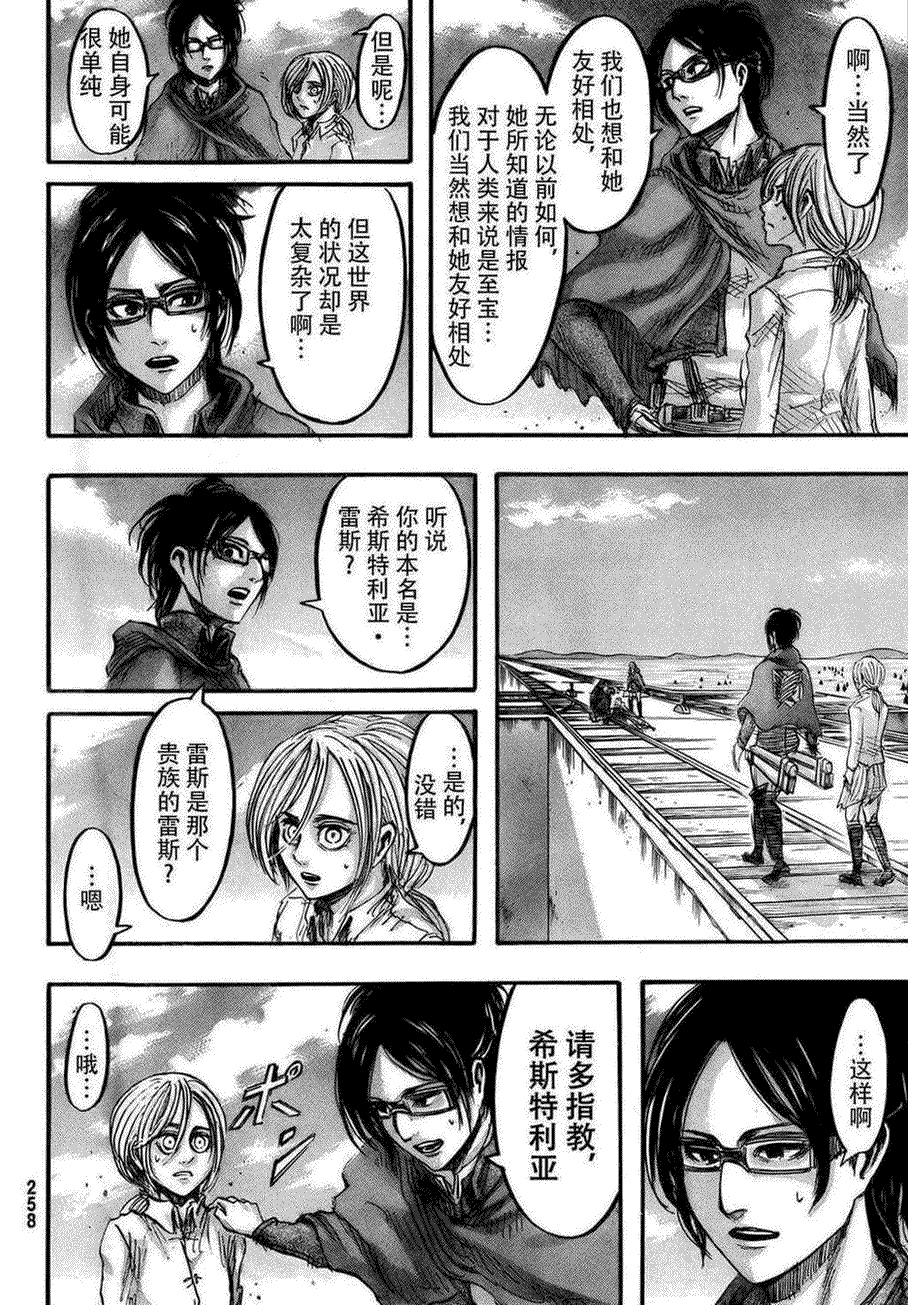 啊…当然了
我们也想和她
友好相处,
无论以前如何,
她所知道的情报
对于人类来说是至宝…
我们当然想和她友好相处
但是呢…
她自身可能
很单纯
但这世界
的状况却是
太复杂了啊…
听说
你的本名是…
希斯特利亚·
雷斯?
…是的,
没错
雷斯是那个
贵族的雷斯?
…嗯
…这样啊
请多指教,
希斯特利亚
ポン
…哦…
258